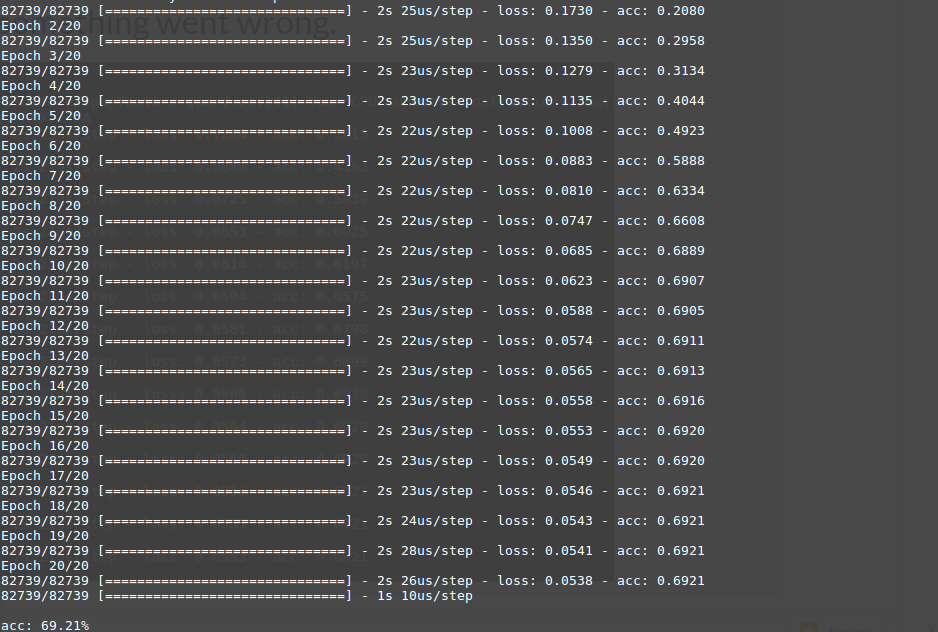 82739/82739 [==============================] - 2s 25us/step - loss: 0.1730 - acc: 0.2080
Epoch 2/20
82739/82739 [==============================] - 2s 25us/step - loss: 0.1350 - acc: 0.2958
Epoch 3/20
82739/82739 [==============================] - 2s 23us/step - loss: 0.1279 - acc: 0.3134
Epoch 4/20
82739/82739 [==============================] - 2s 23us/step - loss: 0.1135 - acc: 0.4044
Epoch 5/20
82739/82739 [==============================] - 2s 22us/step - loss: 0.1008 - acc: 0.4923
Epoch 6/20
82739/82739 [==============================] - 2s 22us/step - loss: 0.0883 - acc: 0.5888
Epoch 7/20
82739/82739 [==============================] - 2s 22us/step - loss: 0.0810 - acc: 0.6334
Epoch 8/20
82739/82739 [==============================] - 2s 22us/step - loss: 0.0747 - acc: 0.6608
Epoch 9/20
82739/82739 [==============================] - 2s 22us/step - loss: 0.0685 - acc: 0.6889
Epoch 10/20
82739/82739 [==============================] - 2s 23us/step - loss: 0.0623 - acc: 0.6907
Epoch 11/20
82739/82739 [==============================] - 2s 23us/step - loss: 0.0588 - acc: 0.6905
Epoch 12/20
82739/82739 [==============================] - 2s 22us/step - loss: 0.0574 - acc: 0.6911
Epoch 13/20
82739/82739 [==============================] - 2s 23us/step - loss: 0.0565 - acc: 0.6913
Epoch 14/20
82739/82739 [==============================] - 2s 23us/step - loss: 0.0558 - acc: 0.6916
Epoch 15/20
82739/82739 [==============================] - 2s 23us/step - loss: 0.0553 - acc: 0.6920
Epoch 16/20
82739/82739 [==============================] - 2s 23us/step - loss: 0.0549 - acc: 0.6920
Epoch 17/20
82739/82739 [==============================] - 2s 23us/step - loss: 0.0546 - acc: 0.6921
Epoch 18/20
82739/82739 [==============================] - 2s 24us/step - loss: 0.0543 - acc: 0.6921
Epoch 19/20
82739/82739 [==============================] - 2s 28us/step - loss: 0.0541 - acc: 0.6921
Epoch 20/20
82739/82739 [==============================] - 2s 26us/step - loss: 0.0538 - acc: 0.6921
82739/82739 [==============================] - 1s 10us/step
acc: 69.21%